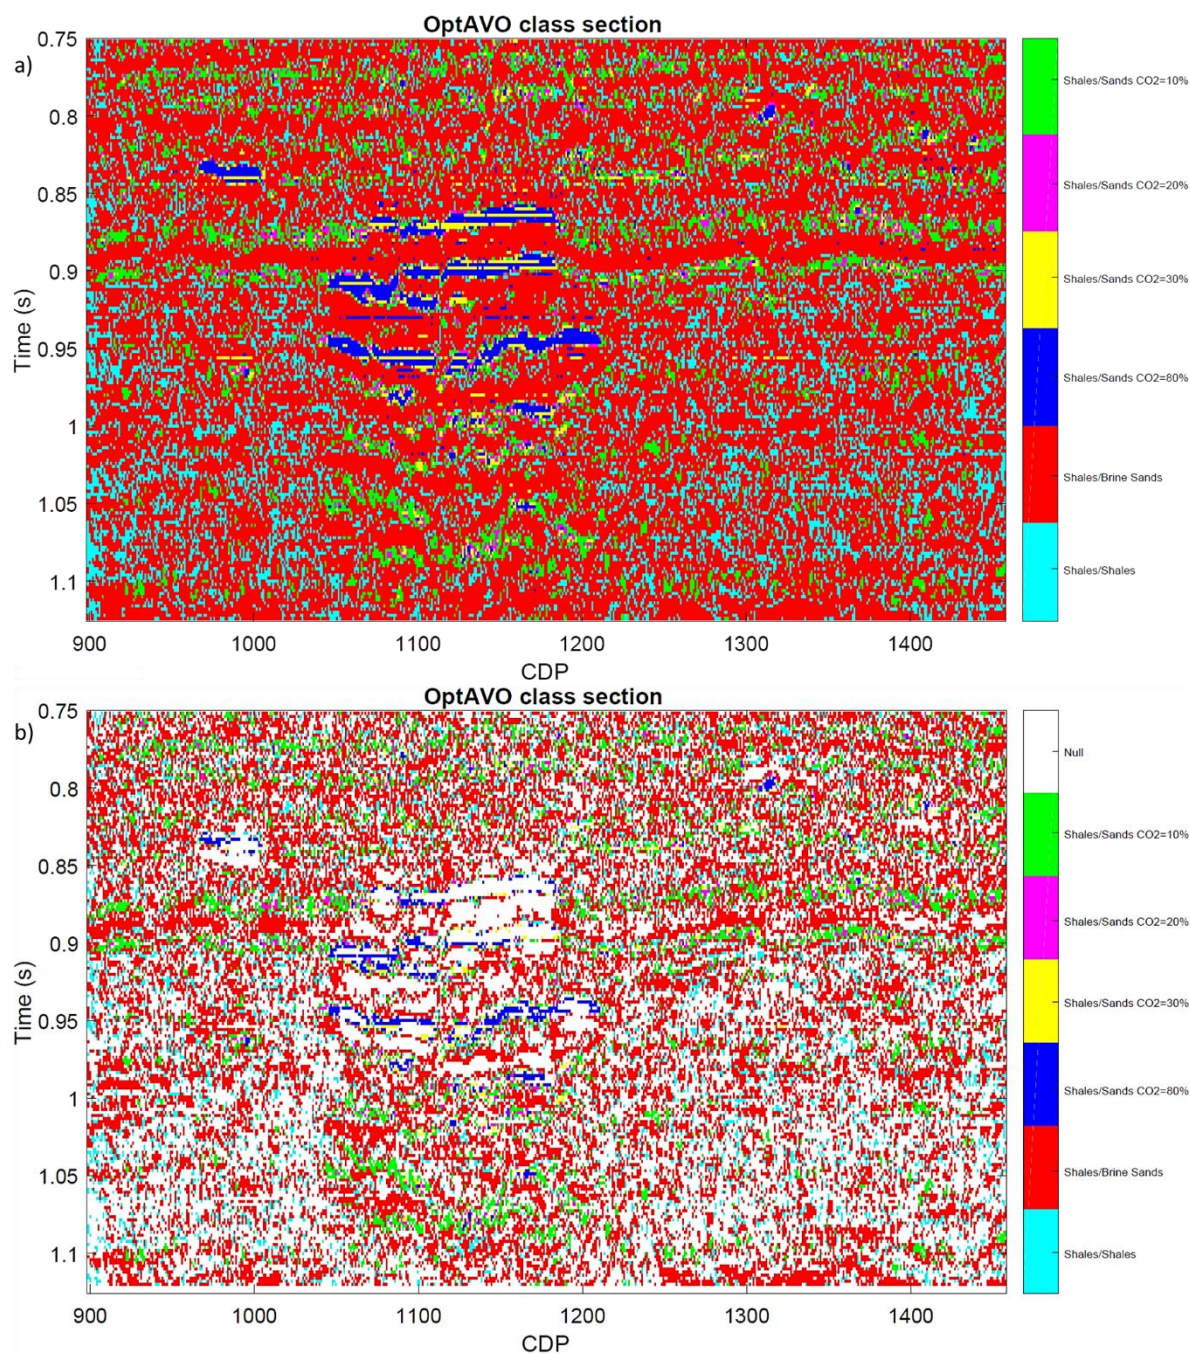 OptAVO class section
a)
0.75
0.8
0.85
0.9
0.95
1
1.05
1.1
Time (s)
900
1000
1100
1200
1300
1400
CDP
Shales/Sands CO2=10%
Shales/Sands CO2=20%
Shales/Sands CO2=30%
Shales/Sands CO2=80%
Shales/Brine Sands
Shales/Shales
OptAVO class section
b)
0.75
0.8
0.85
0.9
0.95
1
1.05
1.1
Time (s)
900
1000
1100
1200
1300
1400
CDP
Null
Shales/Sands CO2=10%
Shales/Sands CO2=20%
Shales/Sands CO2=30%
Shales/Sands CO2=80%
Shales/Brine Sands
Shales/Shales